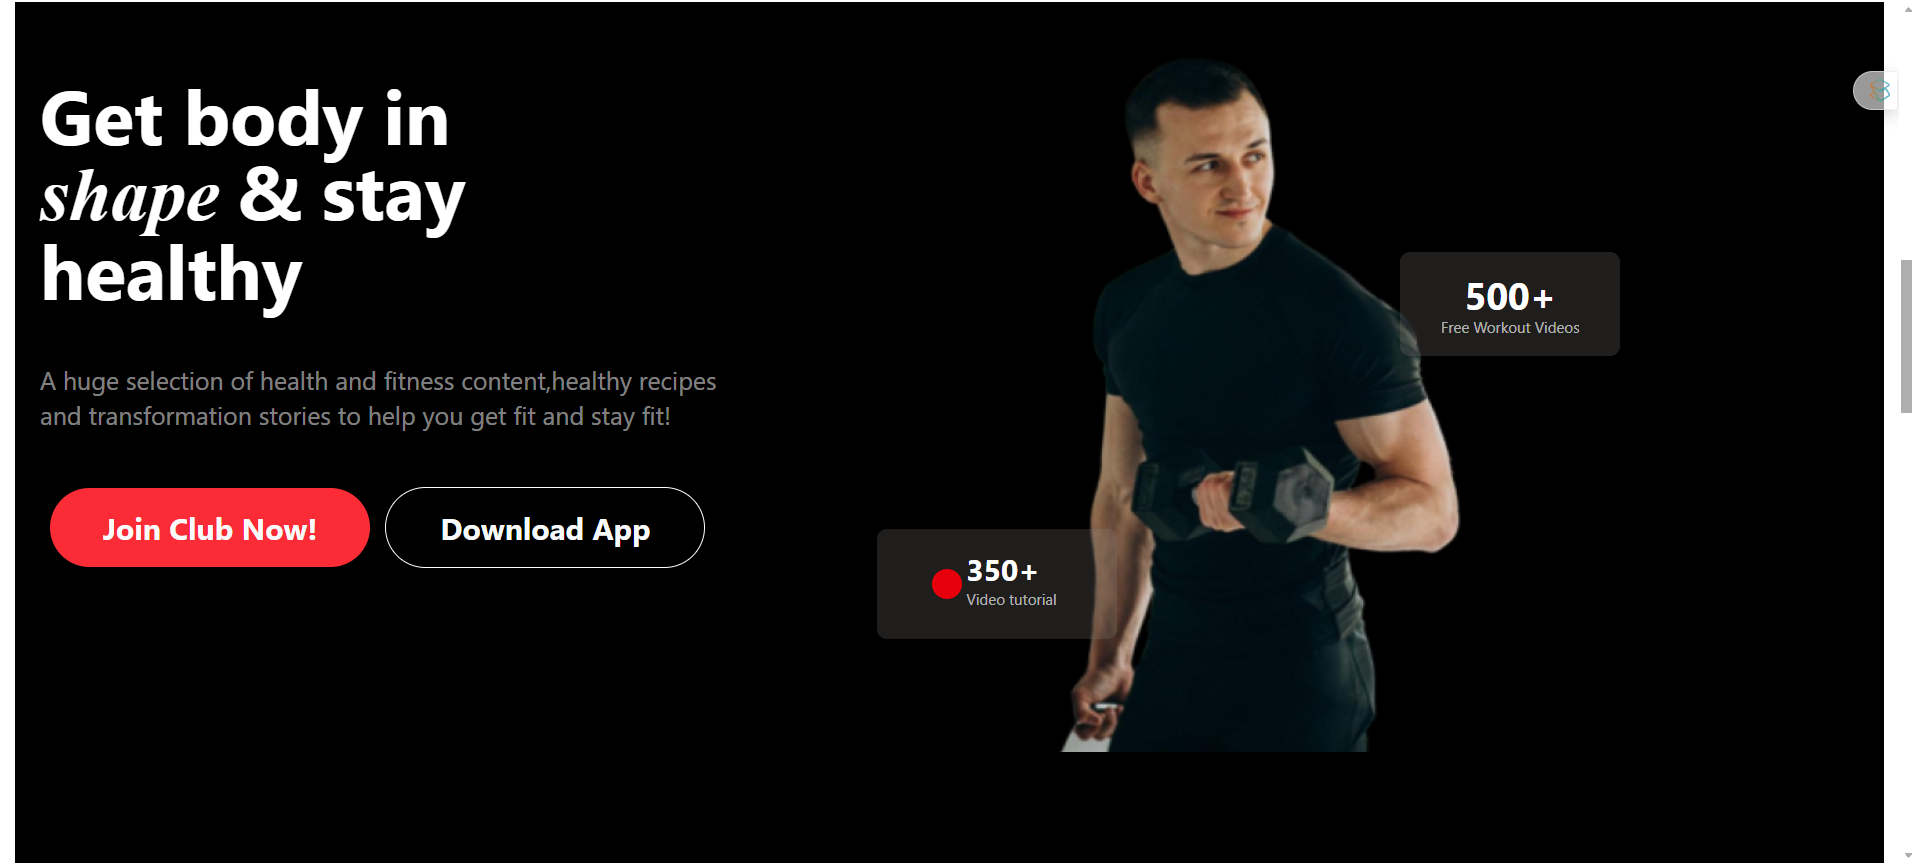 Get body in
shape & stay
healthy
A huge selection of health and fitness content,healthy recipes
and transformation stories to help you get fit and stay fit!
Join Club Now!
Download App
500+
Free Workout Videos
350+
Video tutorial